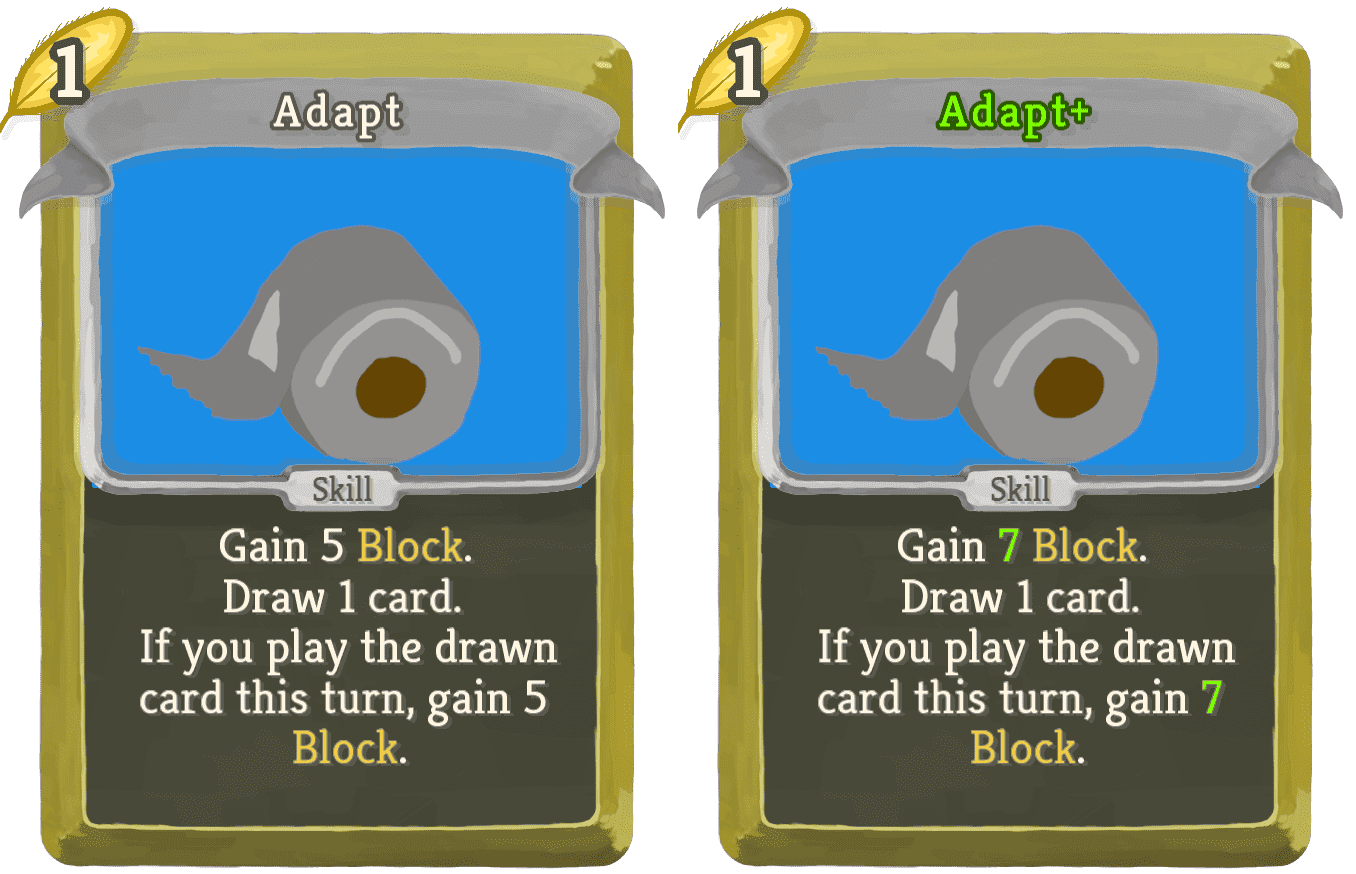 1
Adapt
Skill
Gain 5 Block.
Draw 1 card.
If you play the drawn
card this turn, gain 5
Block.
1
Adapt+
Skill
Gain 7 Block.
Draw 1 card.
If you play the drawn
card this turn, gain 7
Block.